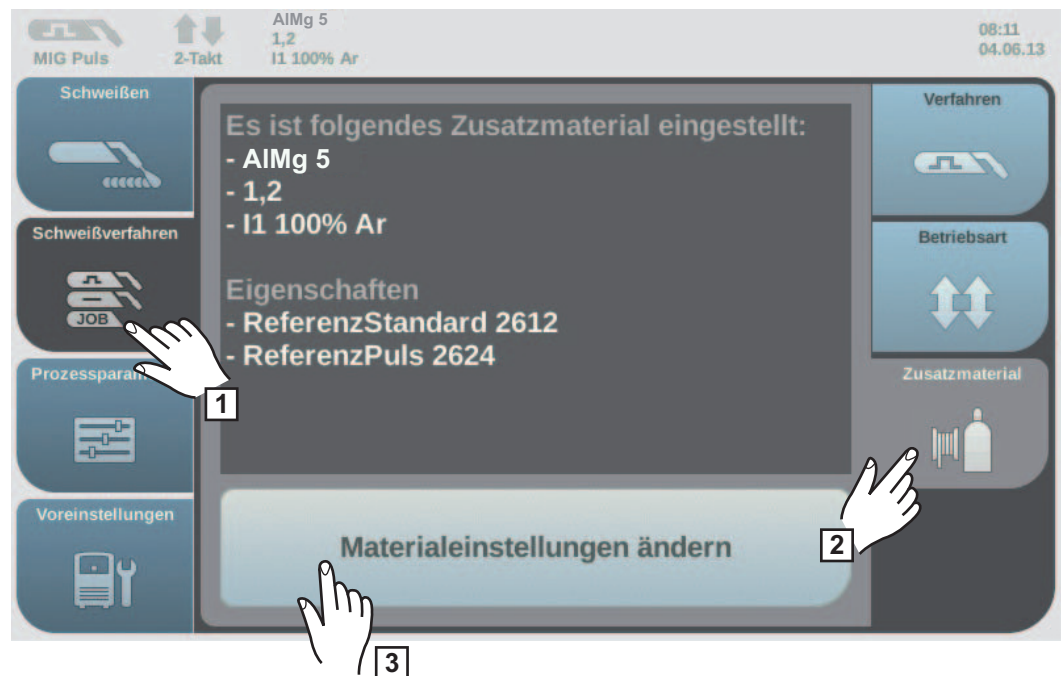 AlMg 5
1,2
I1 100% Ar
MIG Puls
2-Takt
08:11
04.06.13
Schweißen
Schweißverfahren
JOB
Voreinstellungen
Es ist folgendes Zusatzmaterial eingestellt:
- AlMg 5
- 1,2
- I1 100% Ar
Eigenschaften
- ReferenzStandard 2612
- ReferenzPuls 2624
Materialeinstellungen ändern
Verfahren
Betriebsart
Zusatzmaterial
1
2
3